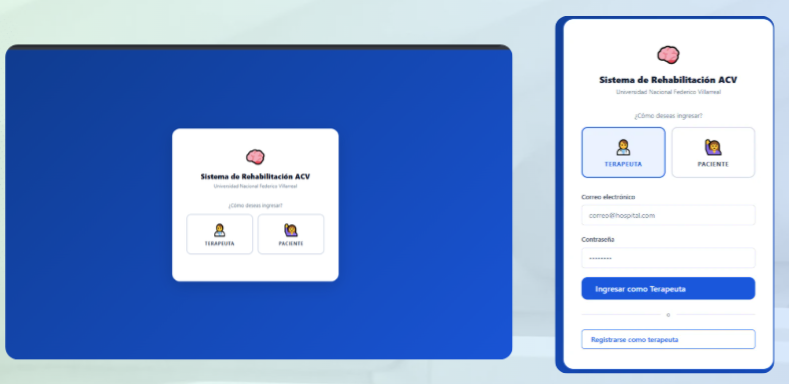 Sistema de Rehabilitación ACV
Universidad Nacional Federico Villarreal
¿Cómo deseas ingresar?
TERAPEUTA
PACIENTE
Sistema de Rehabilitación ACV
Universidad Nacional Federico Villarreal
¿Cómo deseas ingresar?
TERAPEUTA
PACIENTE
Correo electrónico
correo@hospital.com
Contraseña
--------
Ingresar como Terapeuta
o
Registrarse como terapeuta